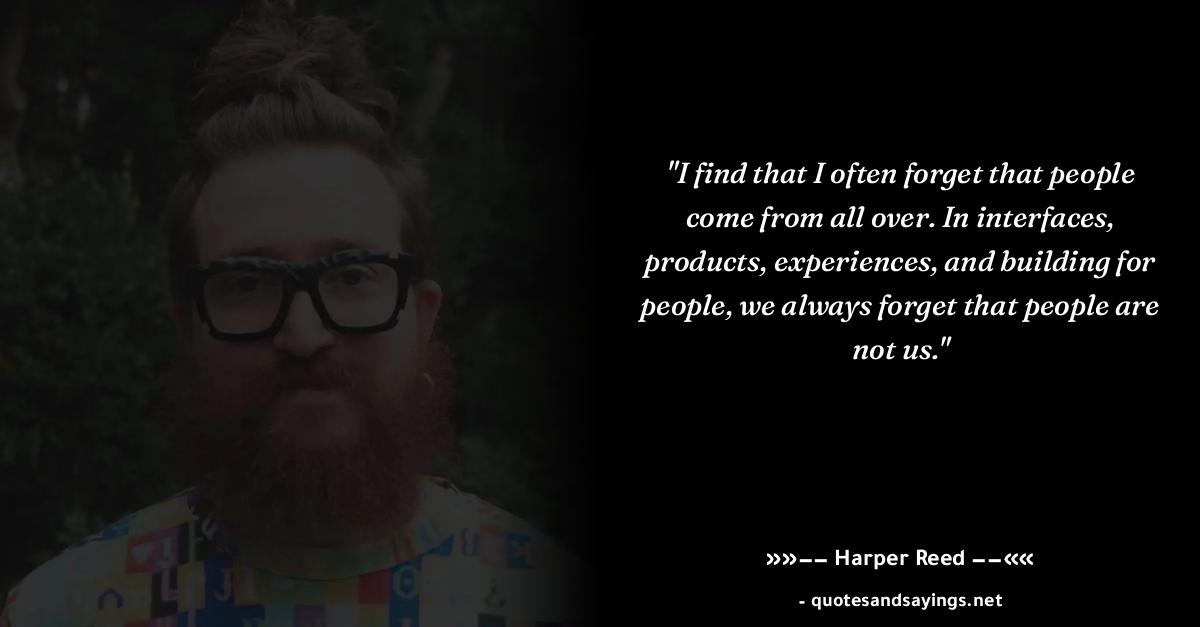 "I find that I often forget that people
come from all over. In interfaces,
products, experiences, and building for
people, we always forget that people are
not us."
»»−− Harper Reed −−««
- quotesandsayings.net